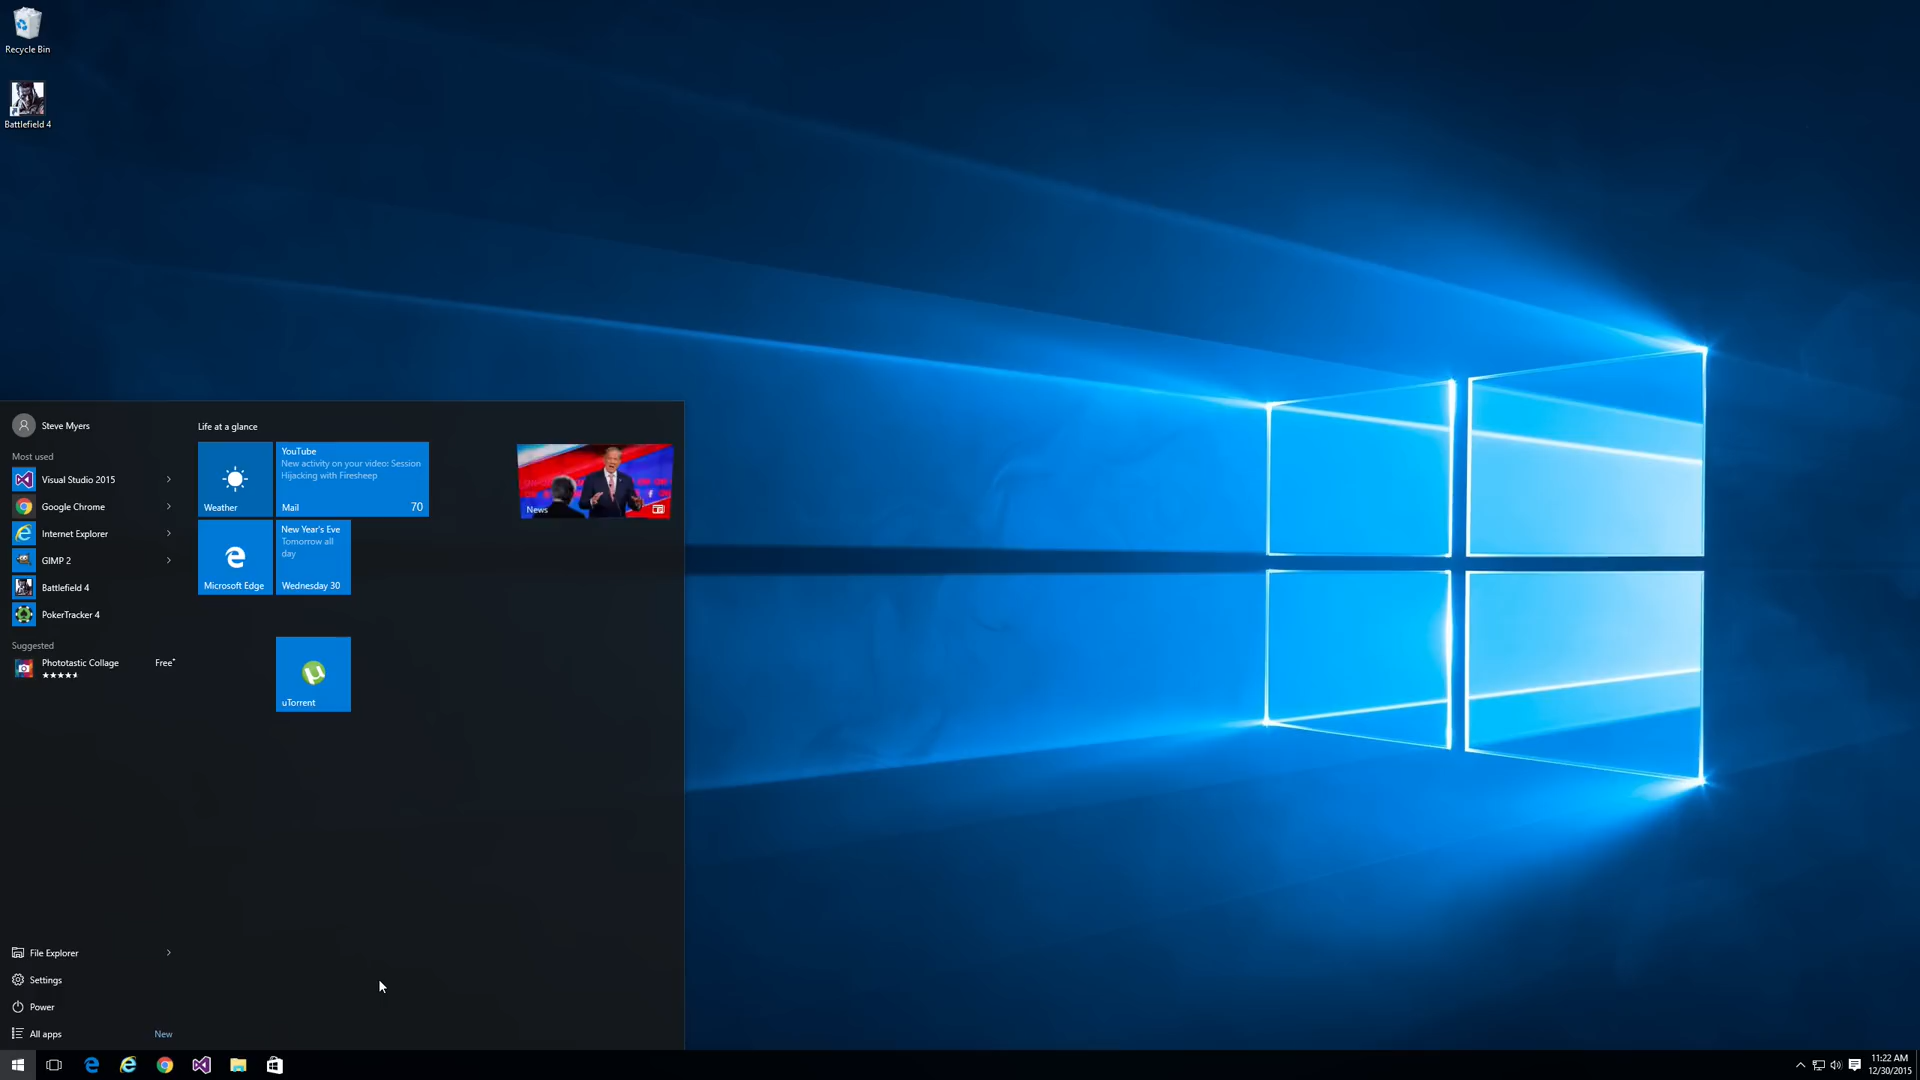 Recycle Bin
Battlefield 4
Steve Myers
Most used
Visual Studio 2015
Google Chrome
Internet Explorer
GIMP 2
Battlefield 4
PokerTracker 4
Suggested
Phototastic Collage
Free*
File Explorer
Settings
Power
All apps
New
Life at a glance
Weather
YouTube
New activity on your video: Session
Hijacking with Firesheep
Mail
70
News
Microsoft Edge
New Year's Eve
Tomorrow all
day
Wednesday 30
uTorrent
11:22 AM
12/30/2015